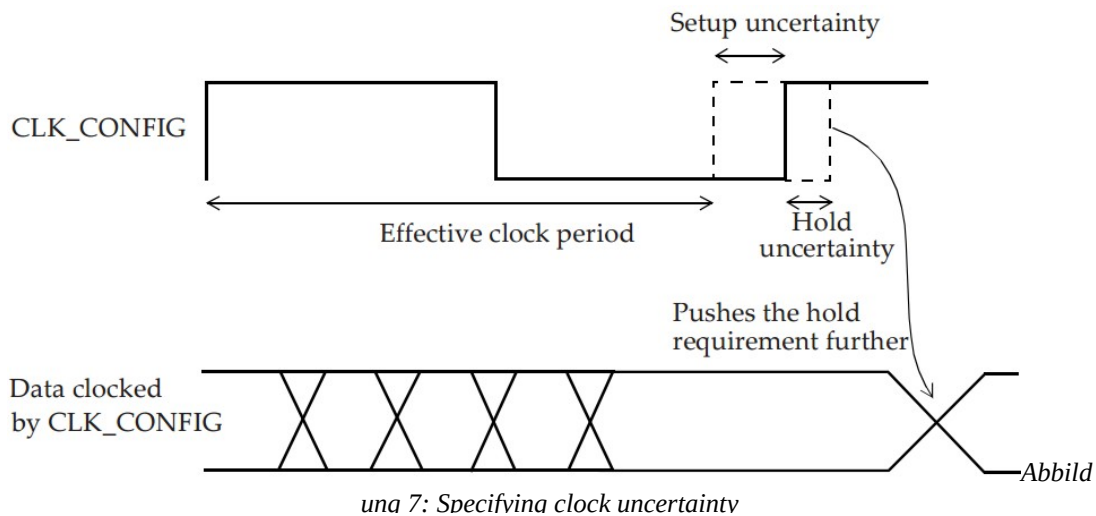 Setup uncertainty
CLK_CONFIG
Effective clock period
Hold
uncertainty
Pushes the hold
requirement further
Data clocked
by CLK_CONFIG
Abbild
ung 7: Specifying clock uncertainty